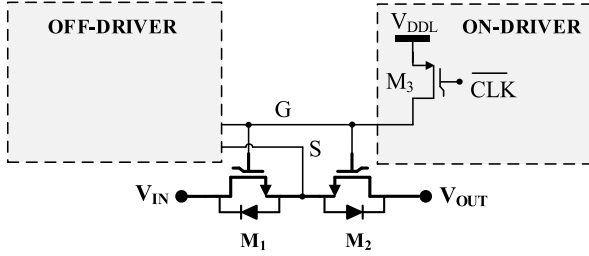 OFF-DRIVER
ON-DRIVER
V_DDL
M_3
CLK
G
S
V_IN
V_OUT
M_1
M_2